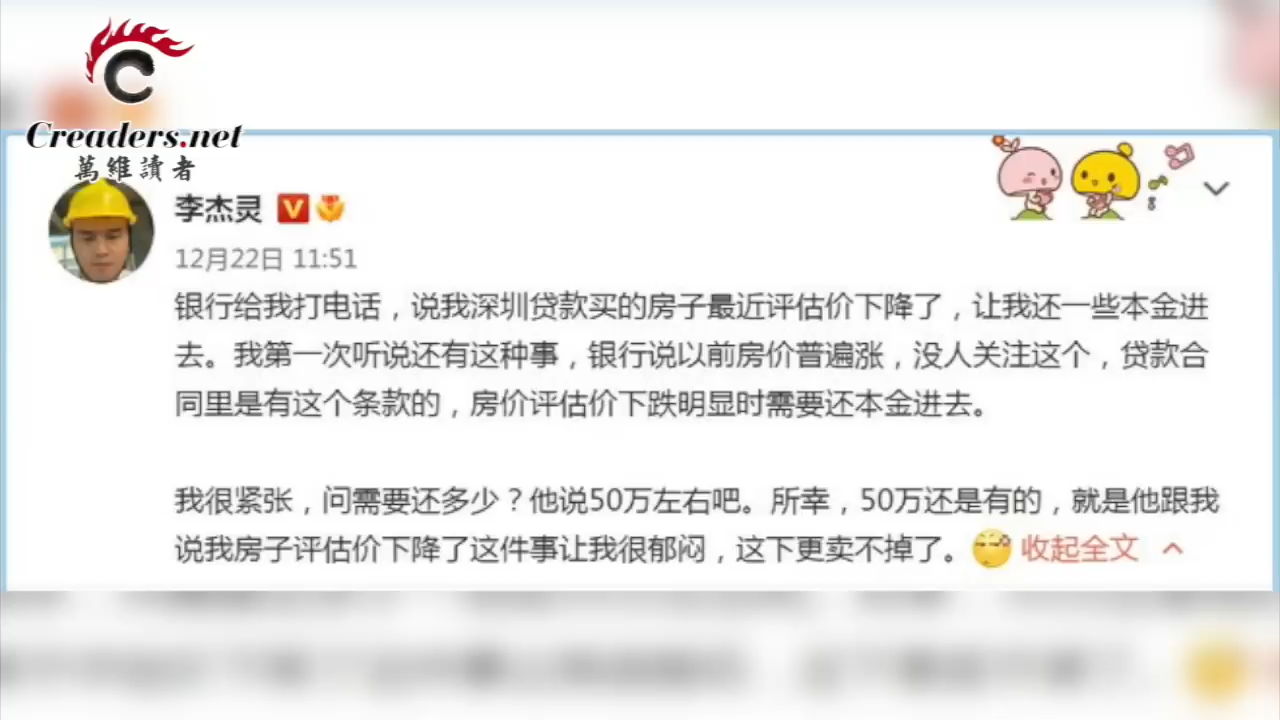 Creaders.net
萬維讀者
李杰灵
12月22日 11:51
银行给我打电话，说我深圳贷款买的房子最近评估价下降了，让我还一些本金进
去。我第一次听说还有这种事，银行说以前房价普遍涨，没人关注这个，贷款合
同里是有这个条款的，房价评估价下跌明显时需要还本金进去。
我很紧张，问需要还多少？他说50万左右吧。所幸，50万还是有的，就是他跟我
说我房子评估价下降了这件事让我很郁闷，这下更卖不掉了。 收起全文